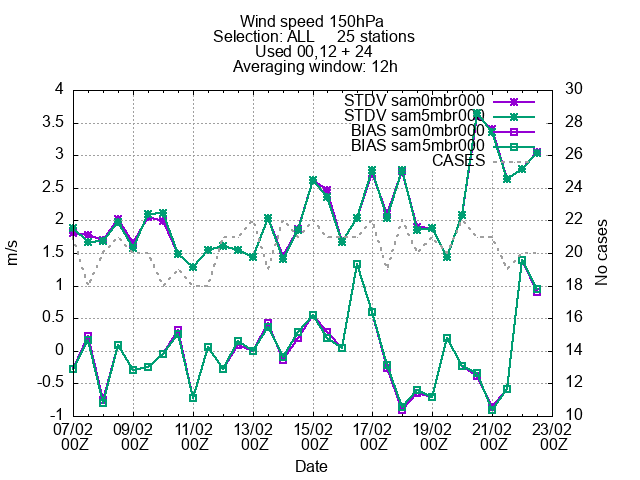 Wind speed 150hPa
Selection: ALL 25 stations
Used 00,12 + 24
Averaging window: 12h
STDV sam0mbr000
STDV sam5mbr000
BIAS sam0mbr000
BIAS sam5mbr000
CASES
4
3.5
3
2.5
2
1.5
1
0.5
0
-0.5
-1
m/s
30
28
26
24
22
20
18
16
14
12
10
No cases
07/02 09/02 11/02 13/02 15/02 17/02 19/02 21/02 23/02
00Z 00Z 00Z 00Z 00Z 00Z 00Z 00Z 00Z
Date